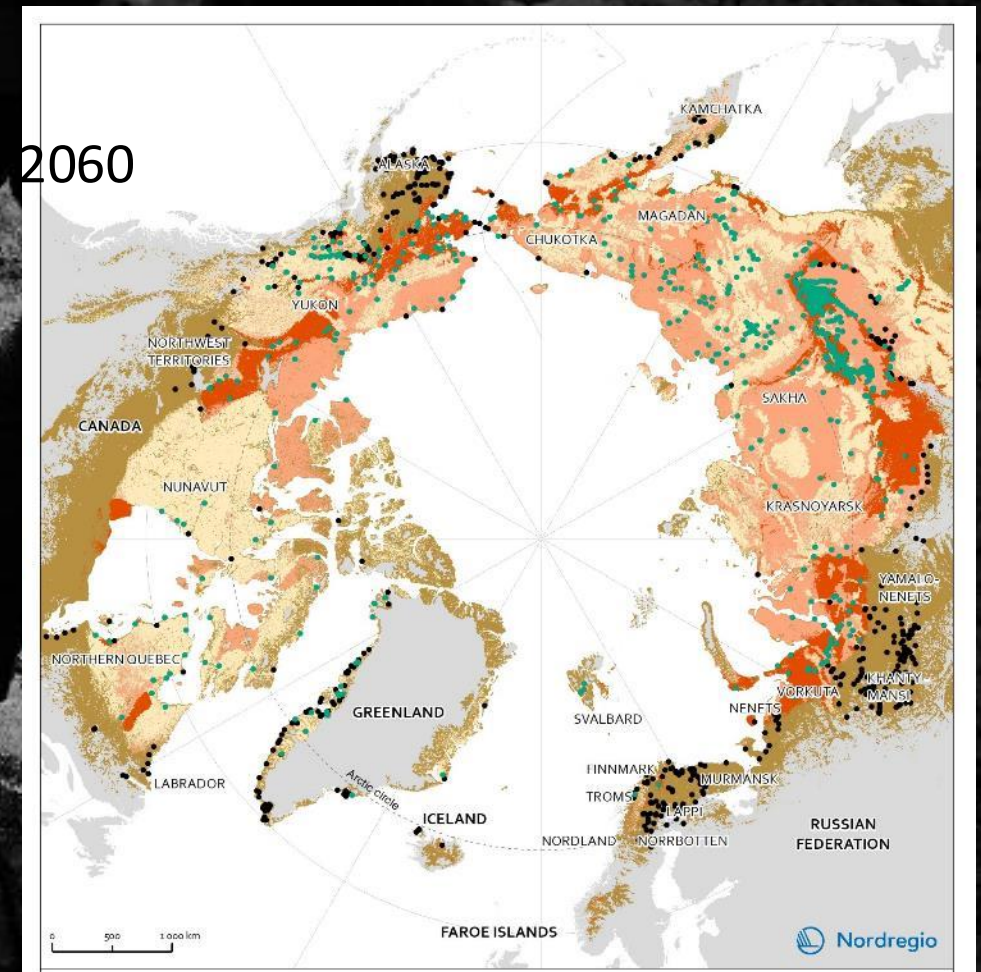 2060
KAMCHATKA
ALASKA
MAGADAN
CHUKOTKA
YUKON
NORTHWEST
TERRITORIES
SAKHA
CANADA
NUNAVUT
KRASNOYARSK
YAMALO-
NENETS
NORTHERN QUEBEC
KHANTY-
MANSI
VORKUTA
NENETS
GREENLAND
SVALBARD
LABRADOR
FINNMARK
MURMANSK
TROMS
Arctic circle
LAPPI
ICELAND
RUSSIAN
FEDERATION
NORDLAND
NORRBOTTEN
FAROE ISLANDS
0 500 1 000 km
Nordregio